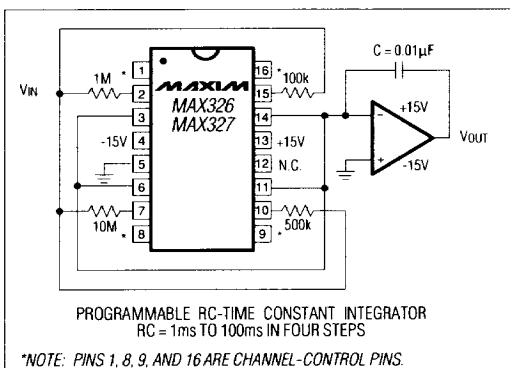 C = 0.01µF
VIN
1M
* 1
2
3
-15V 4
5
6
7
10M
* 8
MAXIM
MAX326
MAX327
16 *
15 100k
14
13 +15V
12 N.C.
11
10
500k
9 *
-
+15V
+
-15V
VOUT
PROGRAMMABLE RC-TIME CONSTANT INTEGRATOR
RC = 1ms TO 100ms IN FOUR STEPS
*NOTE: PINS 1, 8, 9, AND 16 ARE CHANNEL-CONTROL PINS.